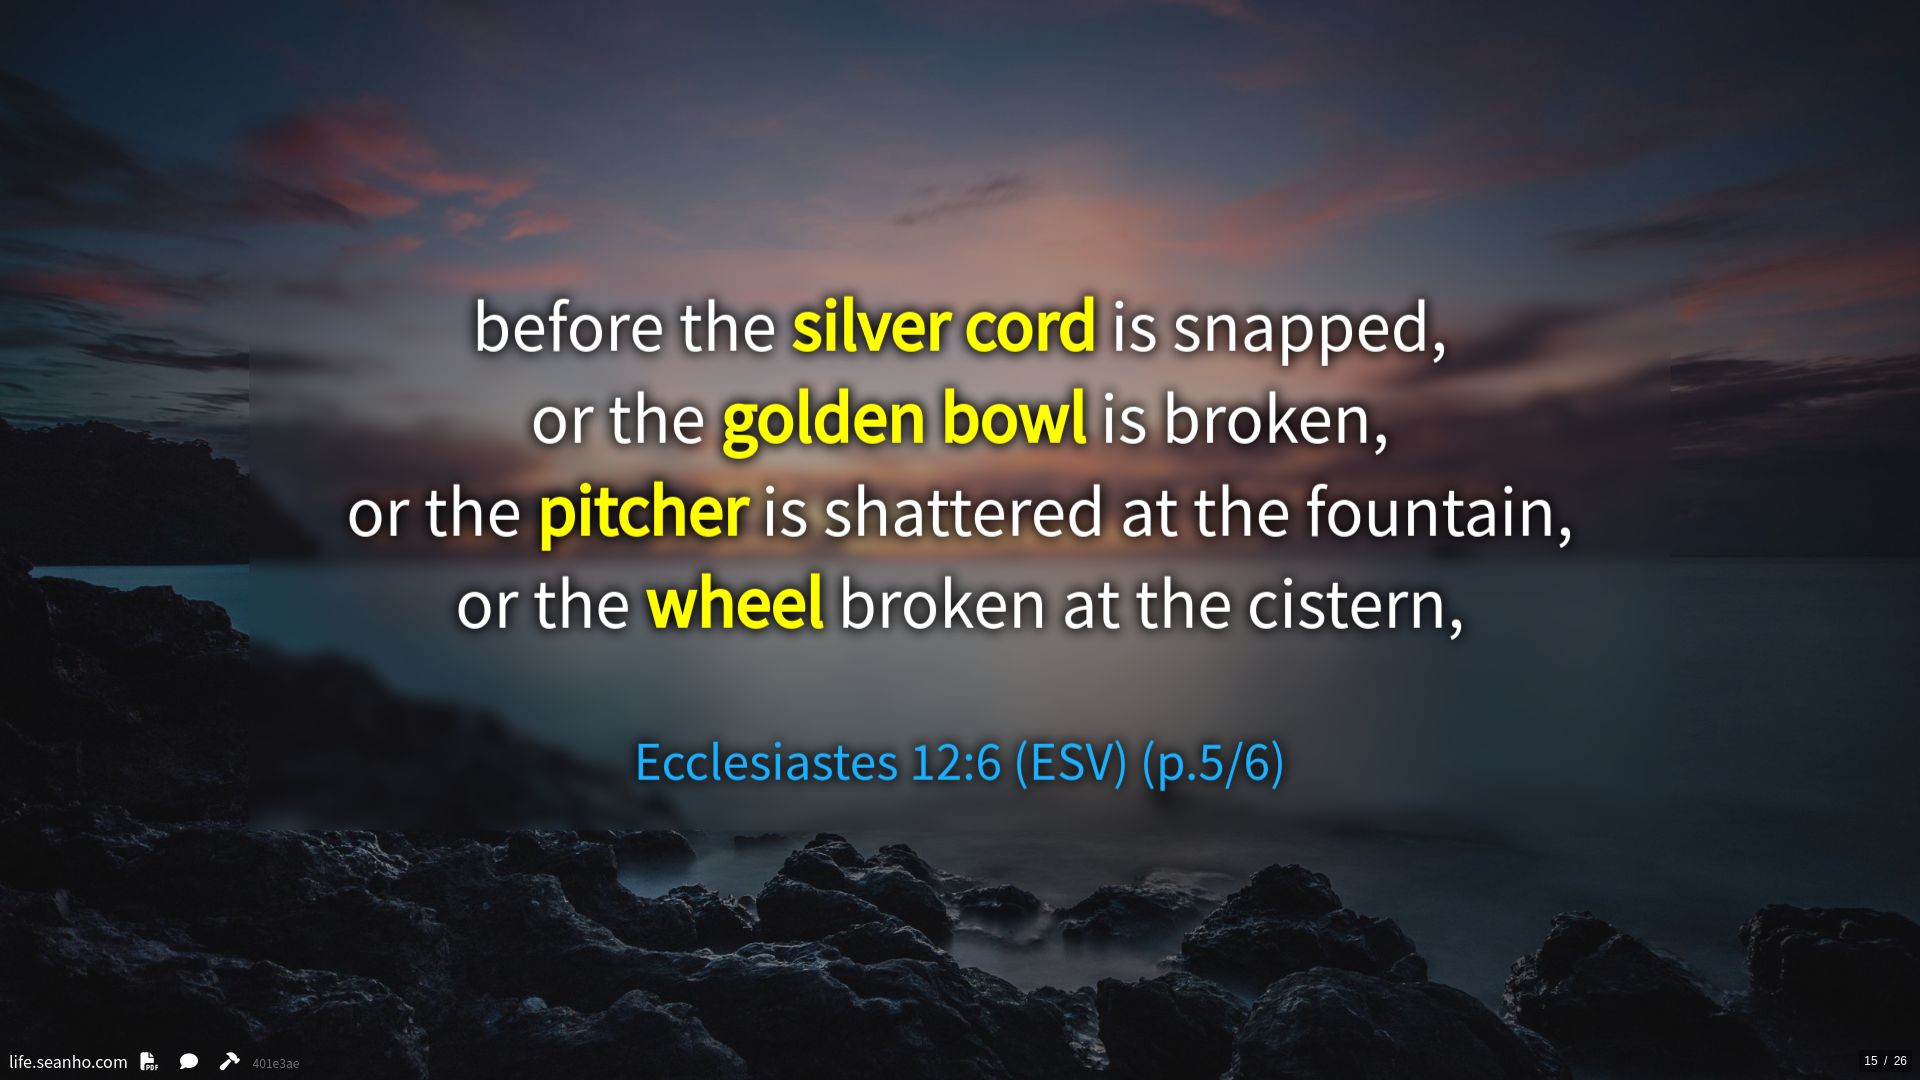 before the silver cord is snapped,
or the golden bowl is broken,
or the pitcher is shattered at the fountain,
or the wheel broken at the cistern,
Ecclesiastes 12:6 (ESV) (p.5/6)
life.seanho.com PDF 401e3ae
15 / 26